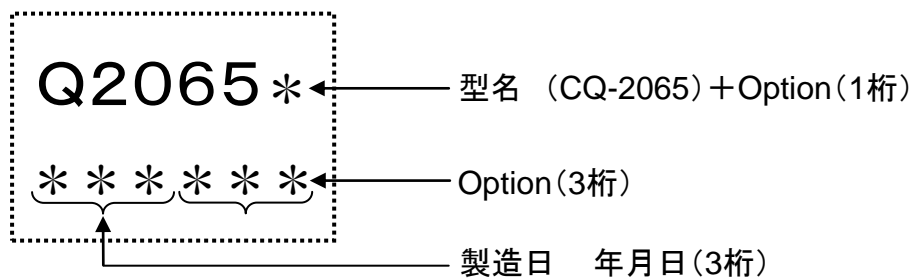 Q2065*
型名 （CQ-2065）＋Option（1桁）
* * * * * *
Option（3桁）
製造日 年月日（3桁）